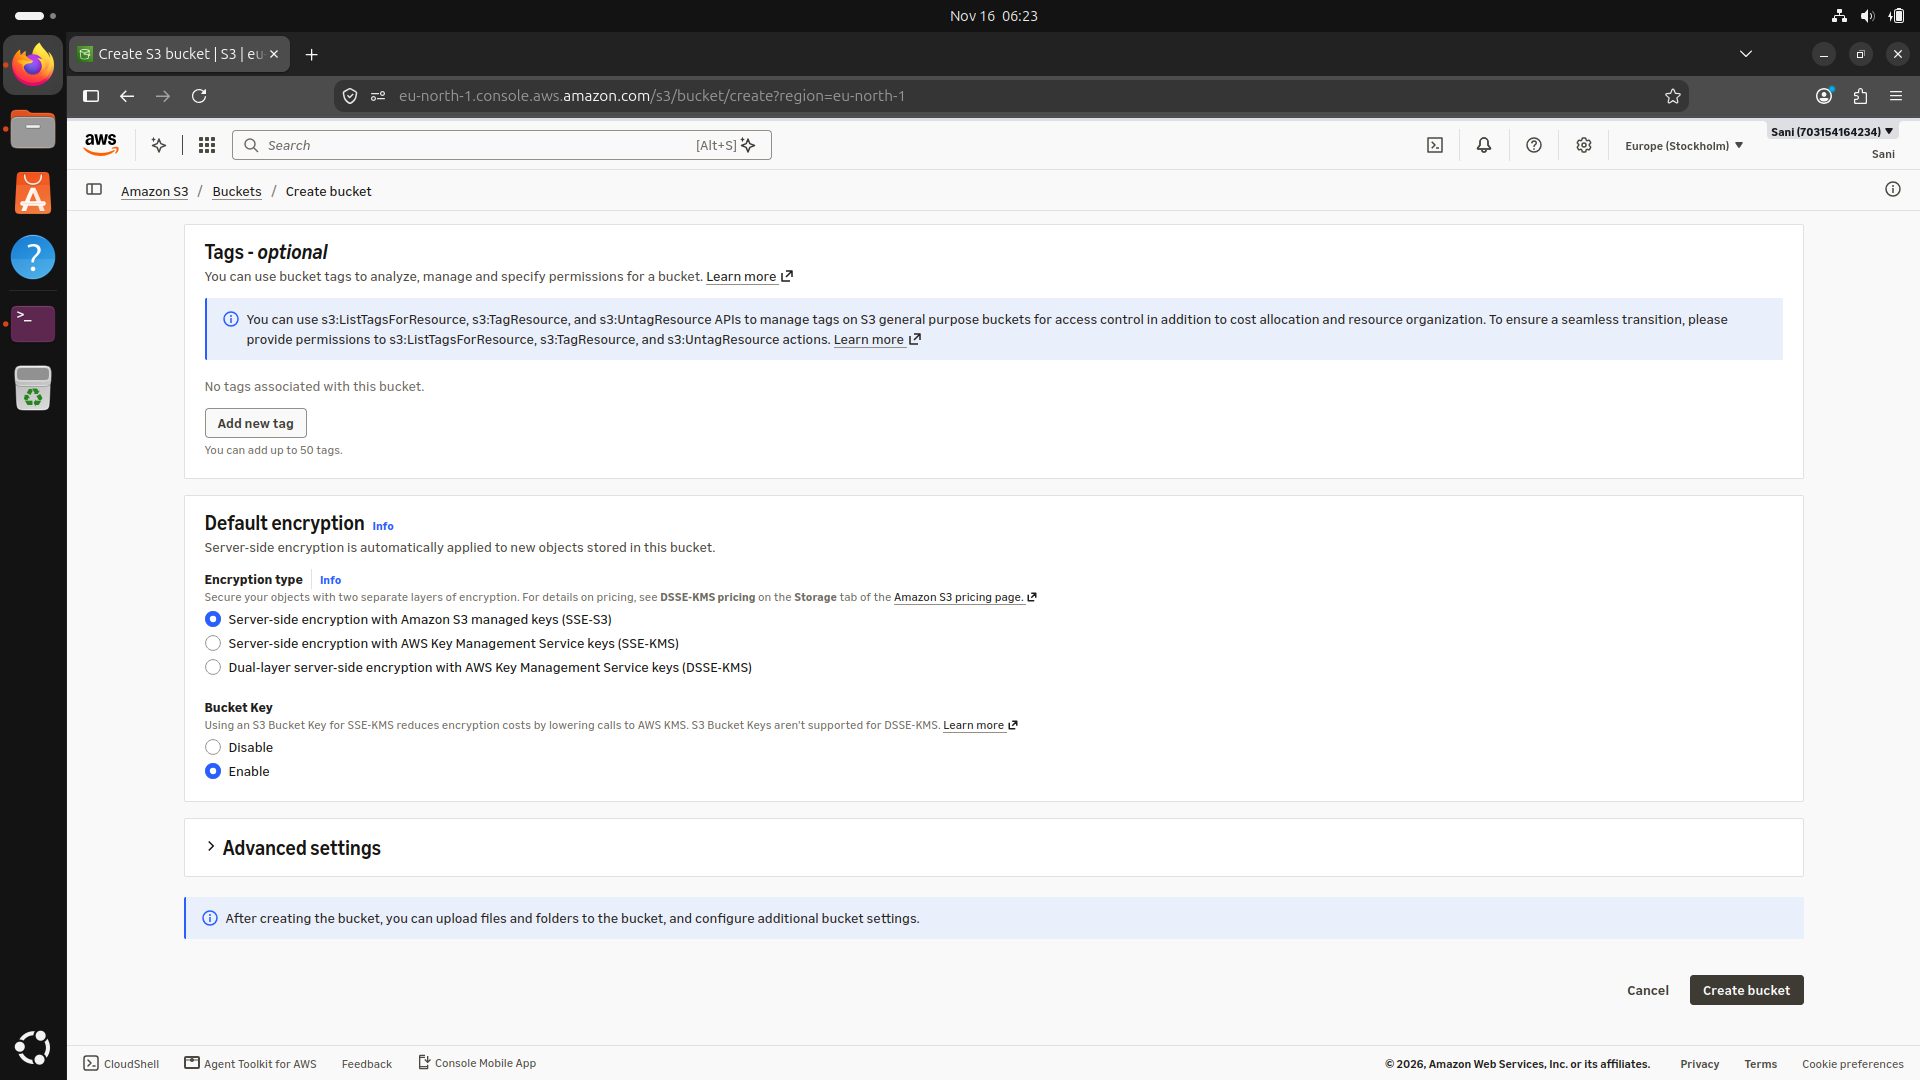 Nov 16 06:23
Create S3 bucket | S3 | eu
eu-north-1.console.aws.amazon.com/s3/bucket/create?region=eu-north-1
aws
Search
[Alt+S]
Europe (Stockholm)
Sani (703154164234)
Sani
Amazon S3 / Buckets / Create bucket
Tags - optional
You can use bucket tags to analyze, manage and specify permissions for a bucket. Learn more
You can use s3:ListTagsForResource, s3:TagResource, and s3:UntagResource APIs to manage tags on S3 general purpose buckets for access control in addition to cost allocation and resource organization. To ensure a seamless transition, please
provide permissions to s3:ListTagsForResource, s3:TagResource, and s3:UntagResource actions. Learn more
No tags associated with this bucket.
Add new tag
You can add up to 50 tags.
Default encryption Info
Server-side encryption is automatically applied to new objects stored in this bucket.
Encryption type Info
Secure your objects with two separate layers of encryption. For details on pricing, see DSSE-KMS pricing on the Storage tab of the Amazon S3 pricing page.
Server-side encryption with Amazon S3 managed keys (SSE-S3)
Server-side encryption with AWS Key Management Service keys (SSE-KMS)
Dual-layer server-side encryption with AWS Key Management Service keys (DSSE-KMS)
Bucket Key
Using an S3 Bucket Key for SSE-KMS reduces encryption costs by lowering calls to AWS KMS. S3 Bucket Keys aren't supported for DSSE-KMS. Learn more
Disable
Enable
Advanced settings
After creating the bucket, you can upload files and folders to the bucket, and configure additional bucket settings.
Cancel
Create bucket
CloudShell
Agent Toolkit for AWS
Feedback
Console Mobile App
© 2026, Amazon Web Services, Inc. or its affiliates.
Privacy
Terms
Cookie preferences